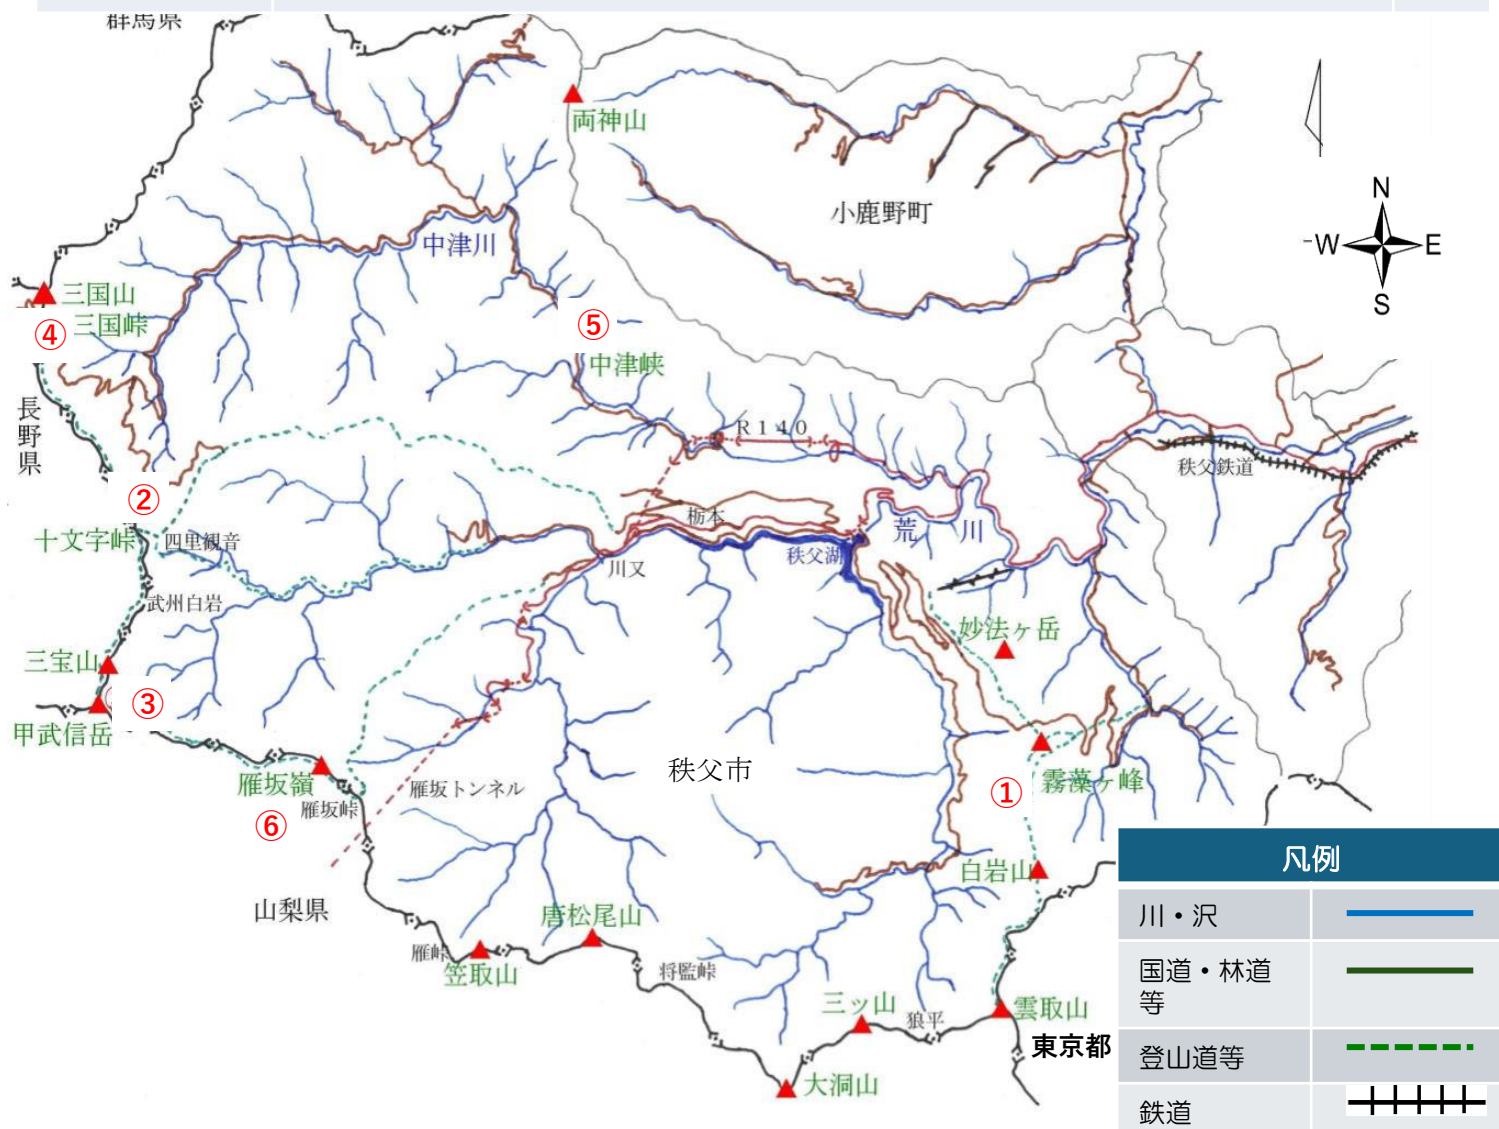 群馬県
両神山
N
小鹿野町
中津川
-W E
S
三国山
④ 三国峠
⑤
中津峡
長野県
R140
秩父鉄道
②
栃本
荒川
十文字峠
四里観音
秩父湖
川又
武州白岩
妙法ヶ岳
三宝山
③
甲武信岳
秩父市
雁坂嶺
雁坂トンネル
① 霧藻ヶ峰
雁坂峠
⑥
凡例
白岩山
川・沢
山梨県
唐松尾山
雁峠
笠取山
将監峠
国道・林道
等
三ッ山
狼平
雲取山
東京都
登山道等
大洞山
鉄道